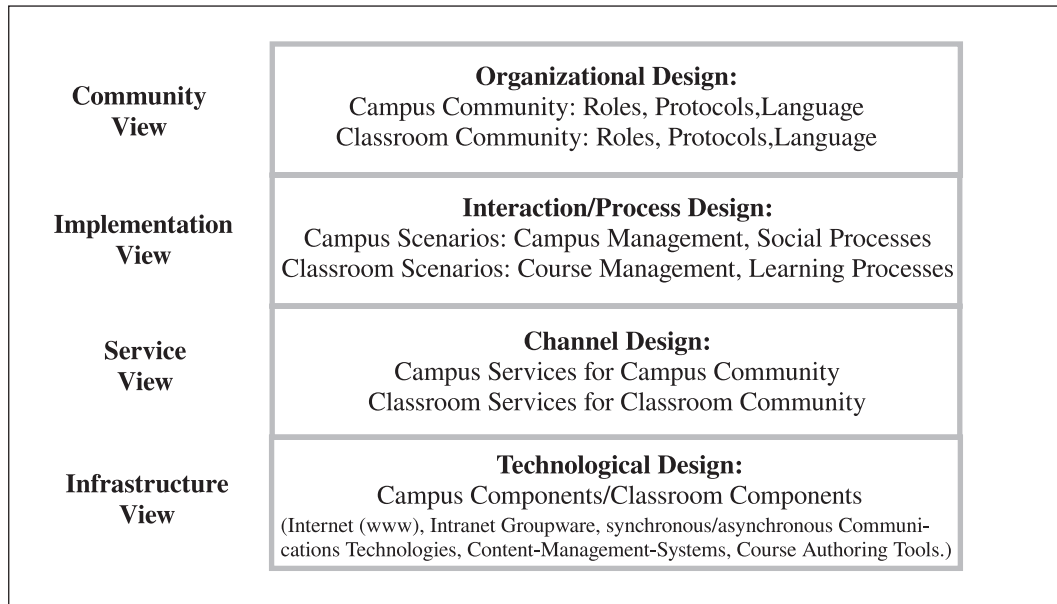 Community
View
Organizational Design:
Campus Community: Roles, Protocols,Language
Classroom Community: Roles, Protocols,Language
Implementation
View
Interaction/Process Design:
Campus Scenarios: Campus Management, Social Processes
Classroom Scenarios: Course Management, Learning Processes
Service
View
Channel Design:
Campus Services for Campus Community
Classroom Services for Classroom Community
Infrastructure
View
Technological Design:
Campus Components/Classroom Components
(Internet (www), Intranet Groupware, synchronous/asynchronous Communi-
cations Technologies, Content-Management-Systems, Course Authoring Tools.)